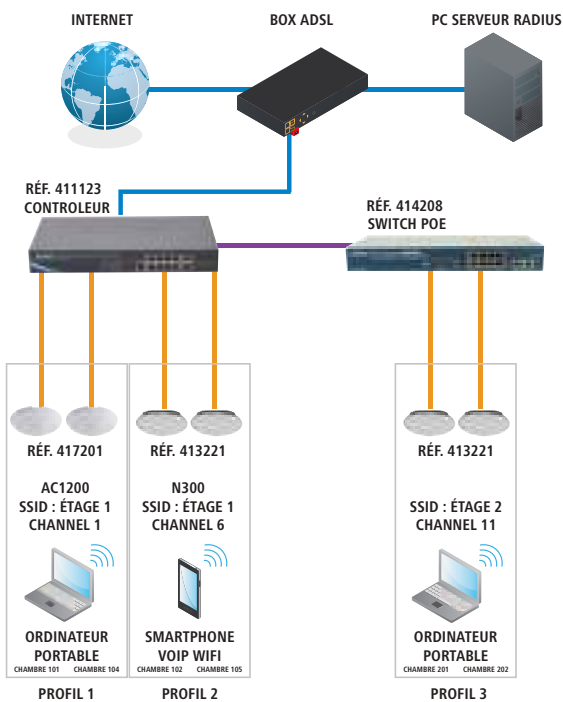 INTERNET
BOX ADSL
PC SERVEUR RADIUS
RÉF. 411123
CONTROLEUR
RÉF. 414208
SWITCH POE
RÉF. 417201
AC1200
SSID : ÉTAGE 1
CHANNEL 1
ORDINATEUR
PORTABLE
CHAMBRE 101 CHAMBRE 104
PROFIL 1
RÉF. 413221
N300
SSID : ÉTAGE 1
CHANNEL 6
SMARTPHONE
VOIP WIFI
CHAMBRE 102 CHAMBRE 105
PROFIL 2
RÉF. 413221
SSID : ÉTAGE 2
CHANNEL 11
ORDINATEUR
PORTABLE
CHAMBRE 201 CHAMBRE 202
PROFIL 3